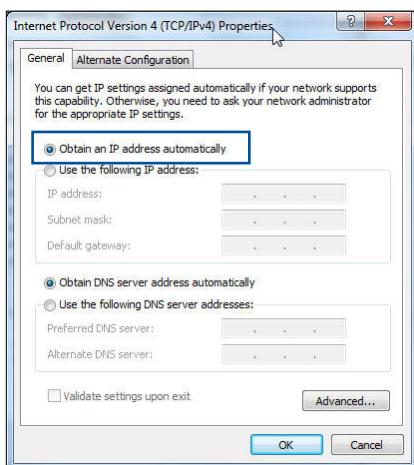 Internet Protocol Version 4 (TCP/IPv4) Properties
General
Alternate Configuration
You can get IP settings assigned automatically if your network supports
this capability. Otherwise, you need to ask your network administrator
for the appropriate IP settings.
Obtain an IP address automatically
Use the following IP address:
IP address:
Subnet mask:
Default gateway:
Obtain DNS server address automatically
Use the following DNS server addresses:
Preferred DNS server:
Alternate DNS server:
Validate settings upon exit
Advanced...
OK
Cancel